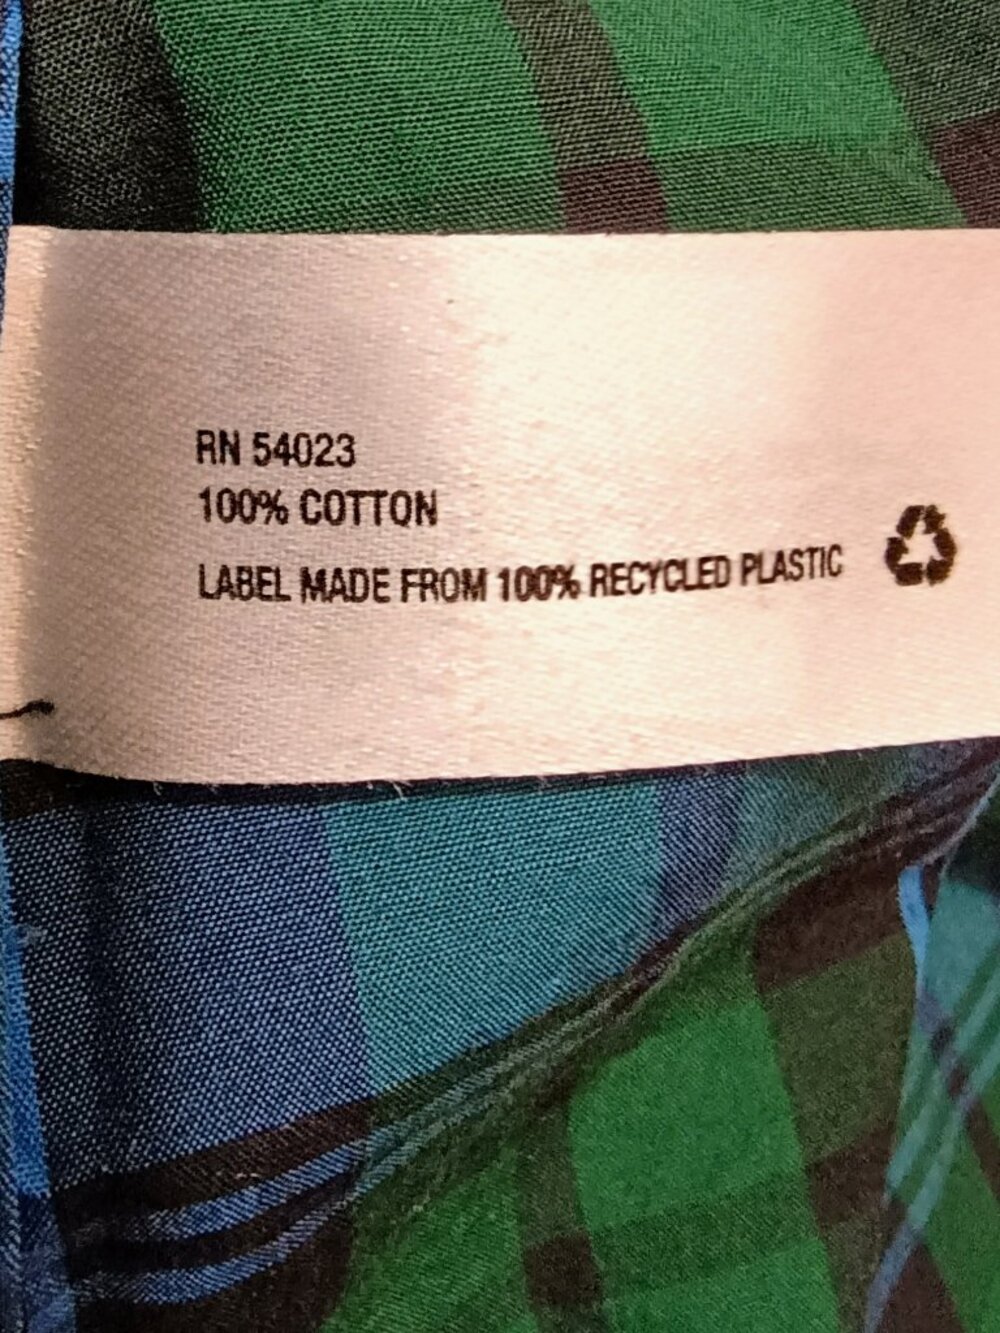 RN 54023
100% COTTON
LABEL MADE FROM 100% RECYCLED PLASTIC